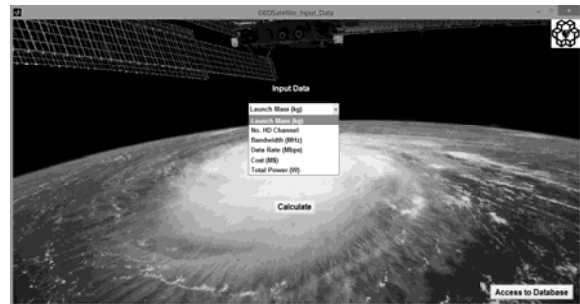 GEOSatellite_Input_Data
Input Data
Launch Mass (kg)
Launch Mass (kg)
No. HD Channel
Bandwidth (MHz)
Data Rate (Mbps)
Cost (M$)
Total Power (W)
Calculate
Access to Database